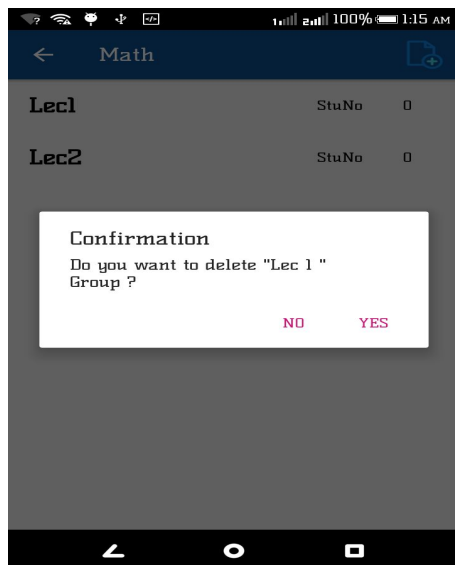 100% 1:15 AM
Math
Lec1 StuNo 0
Lec2 StuNo 0
Confirmation
Do you want to delete "Lec 1 "
Group ?
NO YES